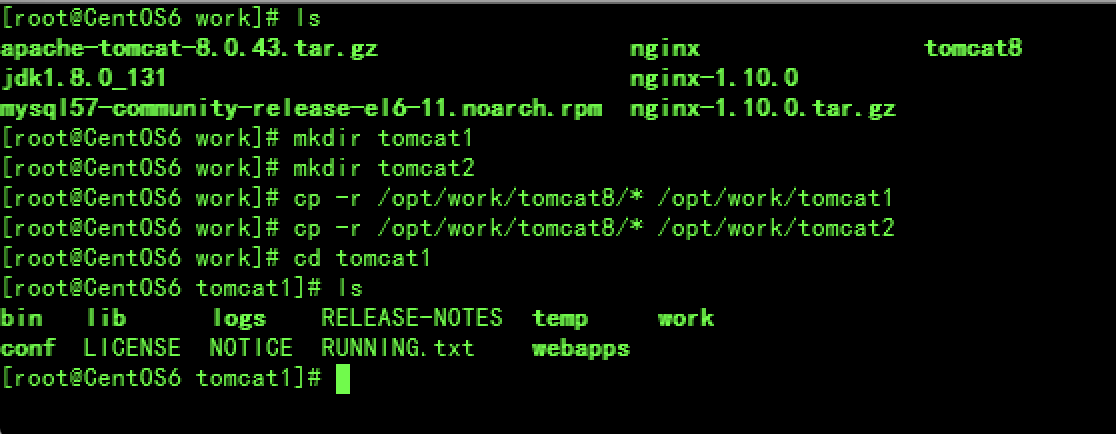 [root@CentOS6 work]# ls
apache-tomcat-8.0.43.tar.gz                  nginx                tomcat8
jdk1.8.0_131                                 nginx-1.10.0
mysql57-community-release-el6-11.noarch.rpm  nginx-1.10.0.tar.gz
[root@CentOS6 work]# mkdir tomcat1
[root@CentOS6 work]# mkdir tomcat2
[root@CentOS6 work]# cp -r /opt/work/tomcat8/* /opt/work/tomcat1
[root@CentOS6 work]# cp -r /opt/work/tomcat8/* /opt/work/tomcat2
[root@CentOS6 work]# cd tomcat1
[root@CentOS6 tomcat1]# ls
bin   lib      logs    RELEASE-NOTES  temp     work
conf  LICENSE  NOTICE  RUNNING.txt    webapps
[root@CentOS6 tomcat1]#